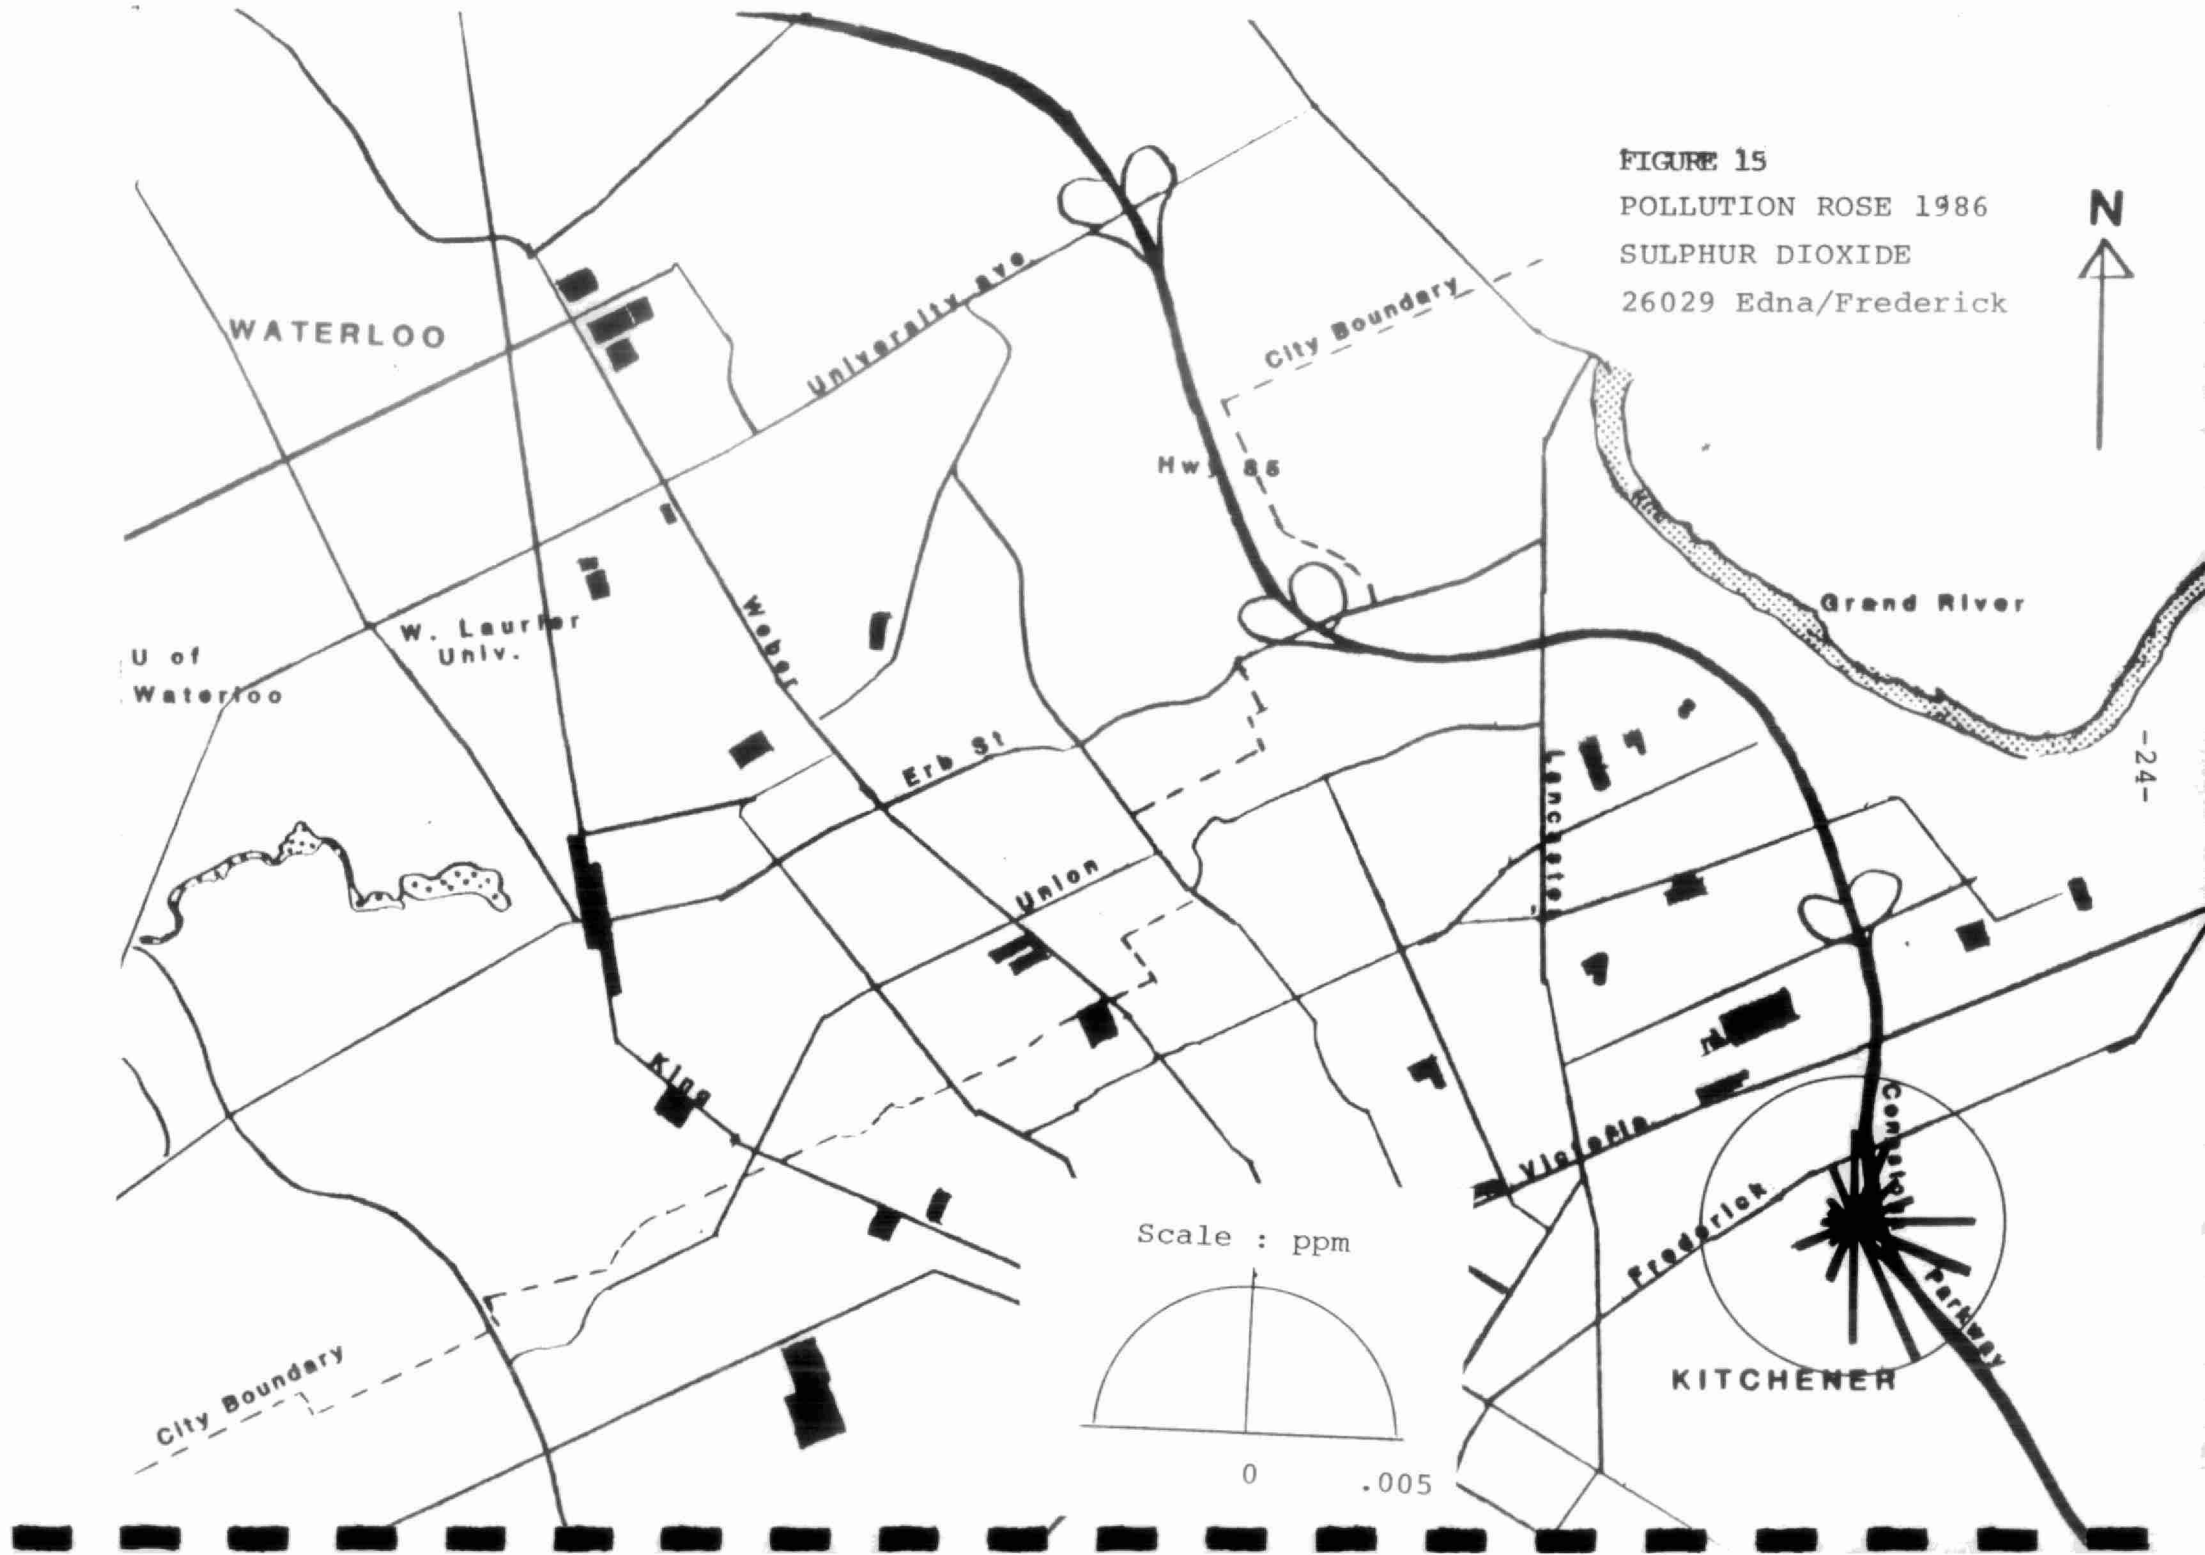 FIGURE 15
POLLUTION ROSE 1986
SULPHUR DIOXIDE
26029 Edna/Frederick
N
WATERLOO
University ave.
City Boundary
Hwy 85
Grand River
W. Laurier
Univ.
U of
Waterloo
Weber
Erb St
Lancaster
-24-
Union
King
Victoria
Conestoga
Parkway
Frederick
KITCHENER
City Boundary
Scale : ppm
0
.005